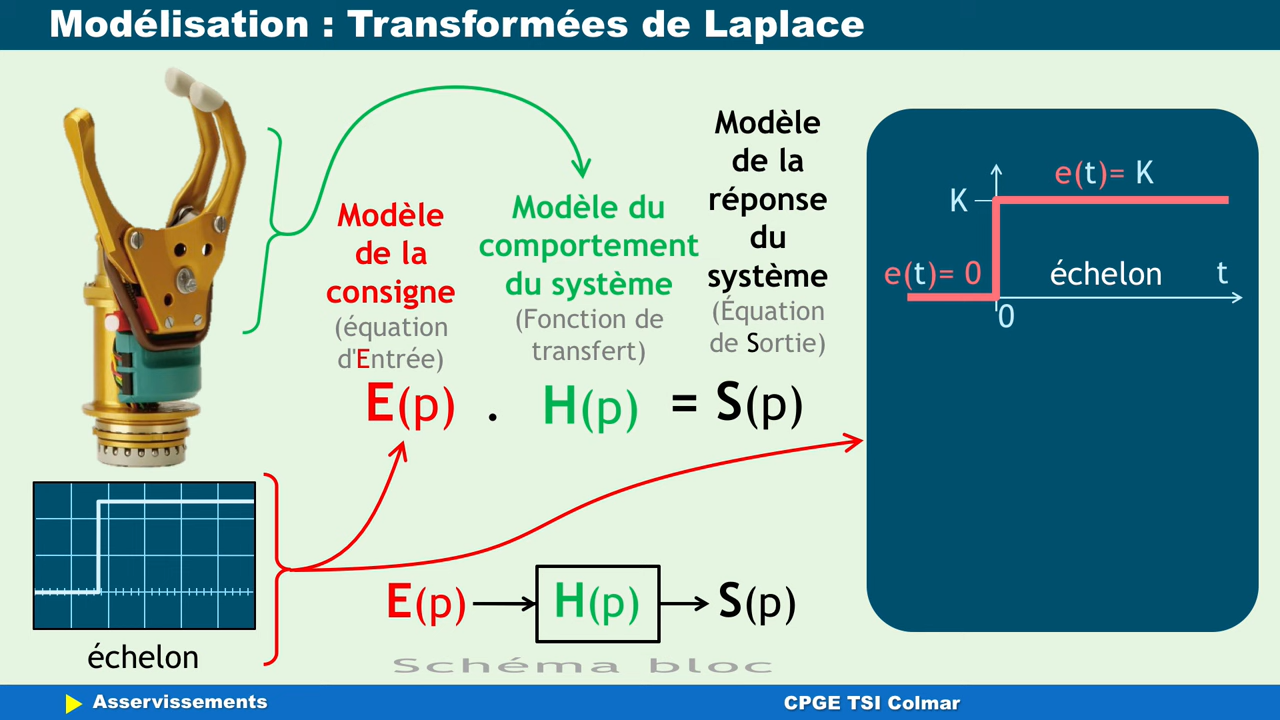 Modélisation : Transformées de Laplace
Modèle
de la
consigne
(équation
d'Entrée)
Modèle du
comportement
du système
(Fonction de
transfert)
Modèle
de la
réponse
du
système
(Équation
de Sortie)
E(p) . H(p) = S(p)
e(t)= K
K
e(t)= 0
échelon
t
0
échelon
E(p)
H(p)
S(p)
Schéma bloc
Asservissements
CPGE TSI Colmar